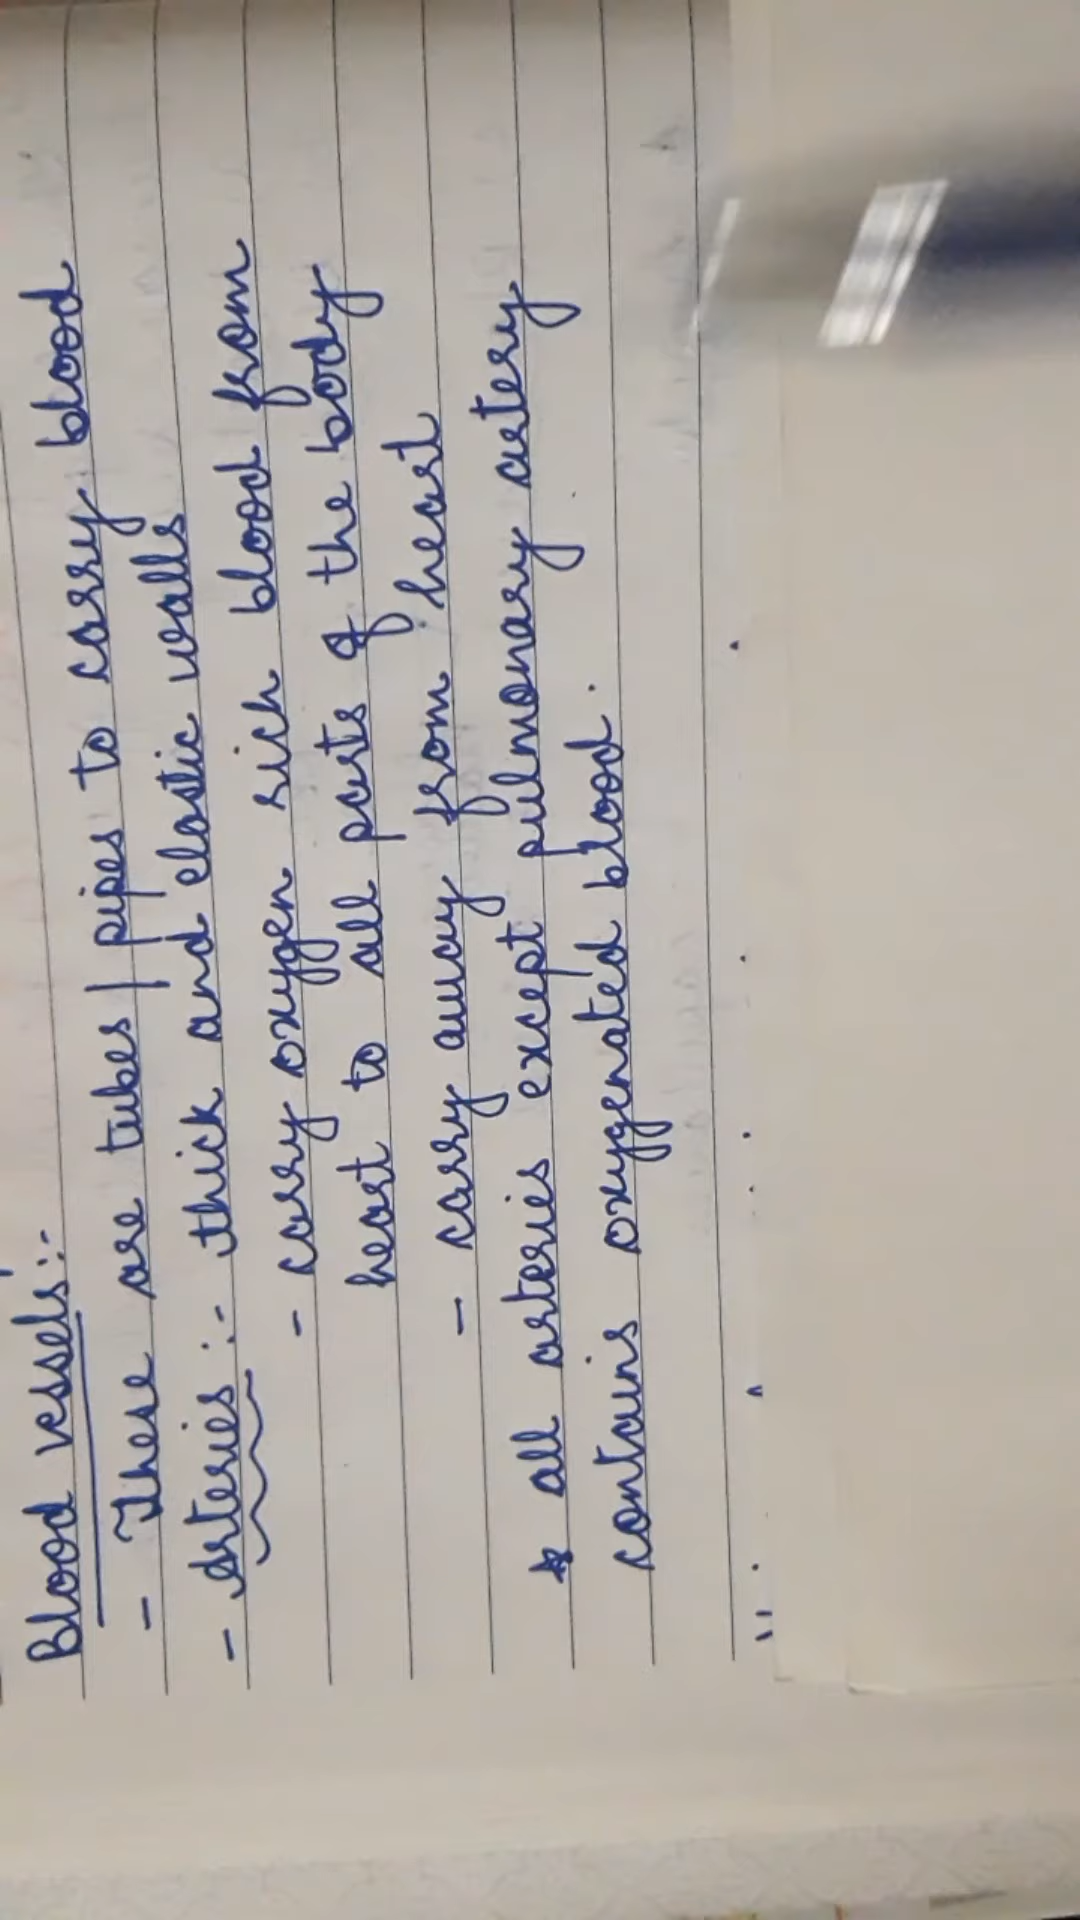 Blood vessels:-
- These are tubes | pipes to carry blood
- Arteries :- thick and elastic walls
- carry oxygen rich blood from
heart to all parts of the body
- carry away from heart
* all arteries except pulmonary artery
contains oxygenated blood.